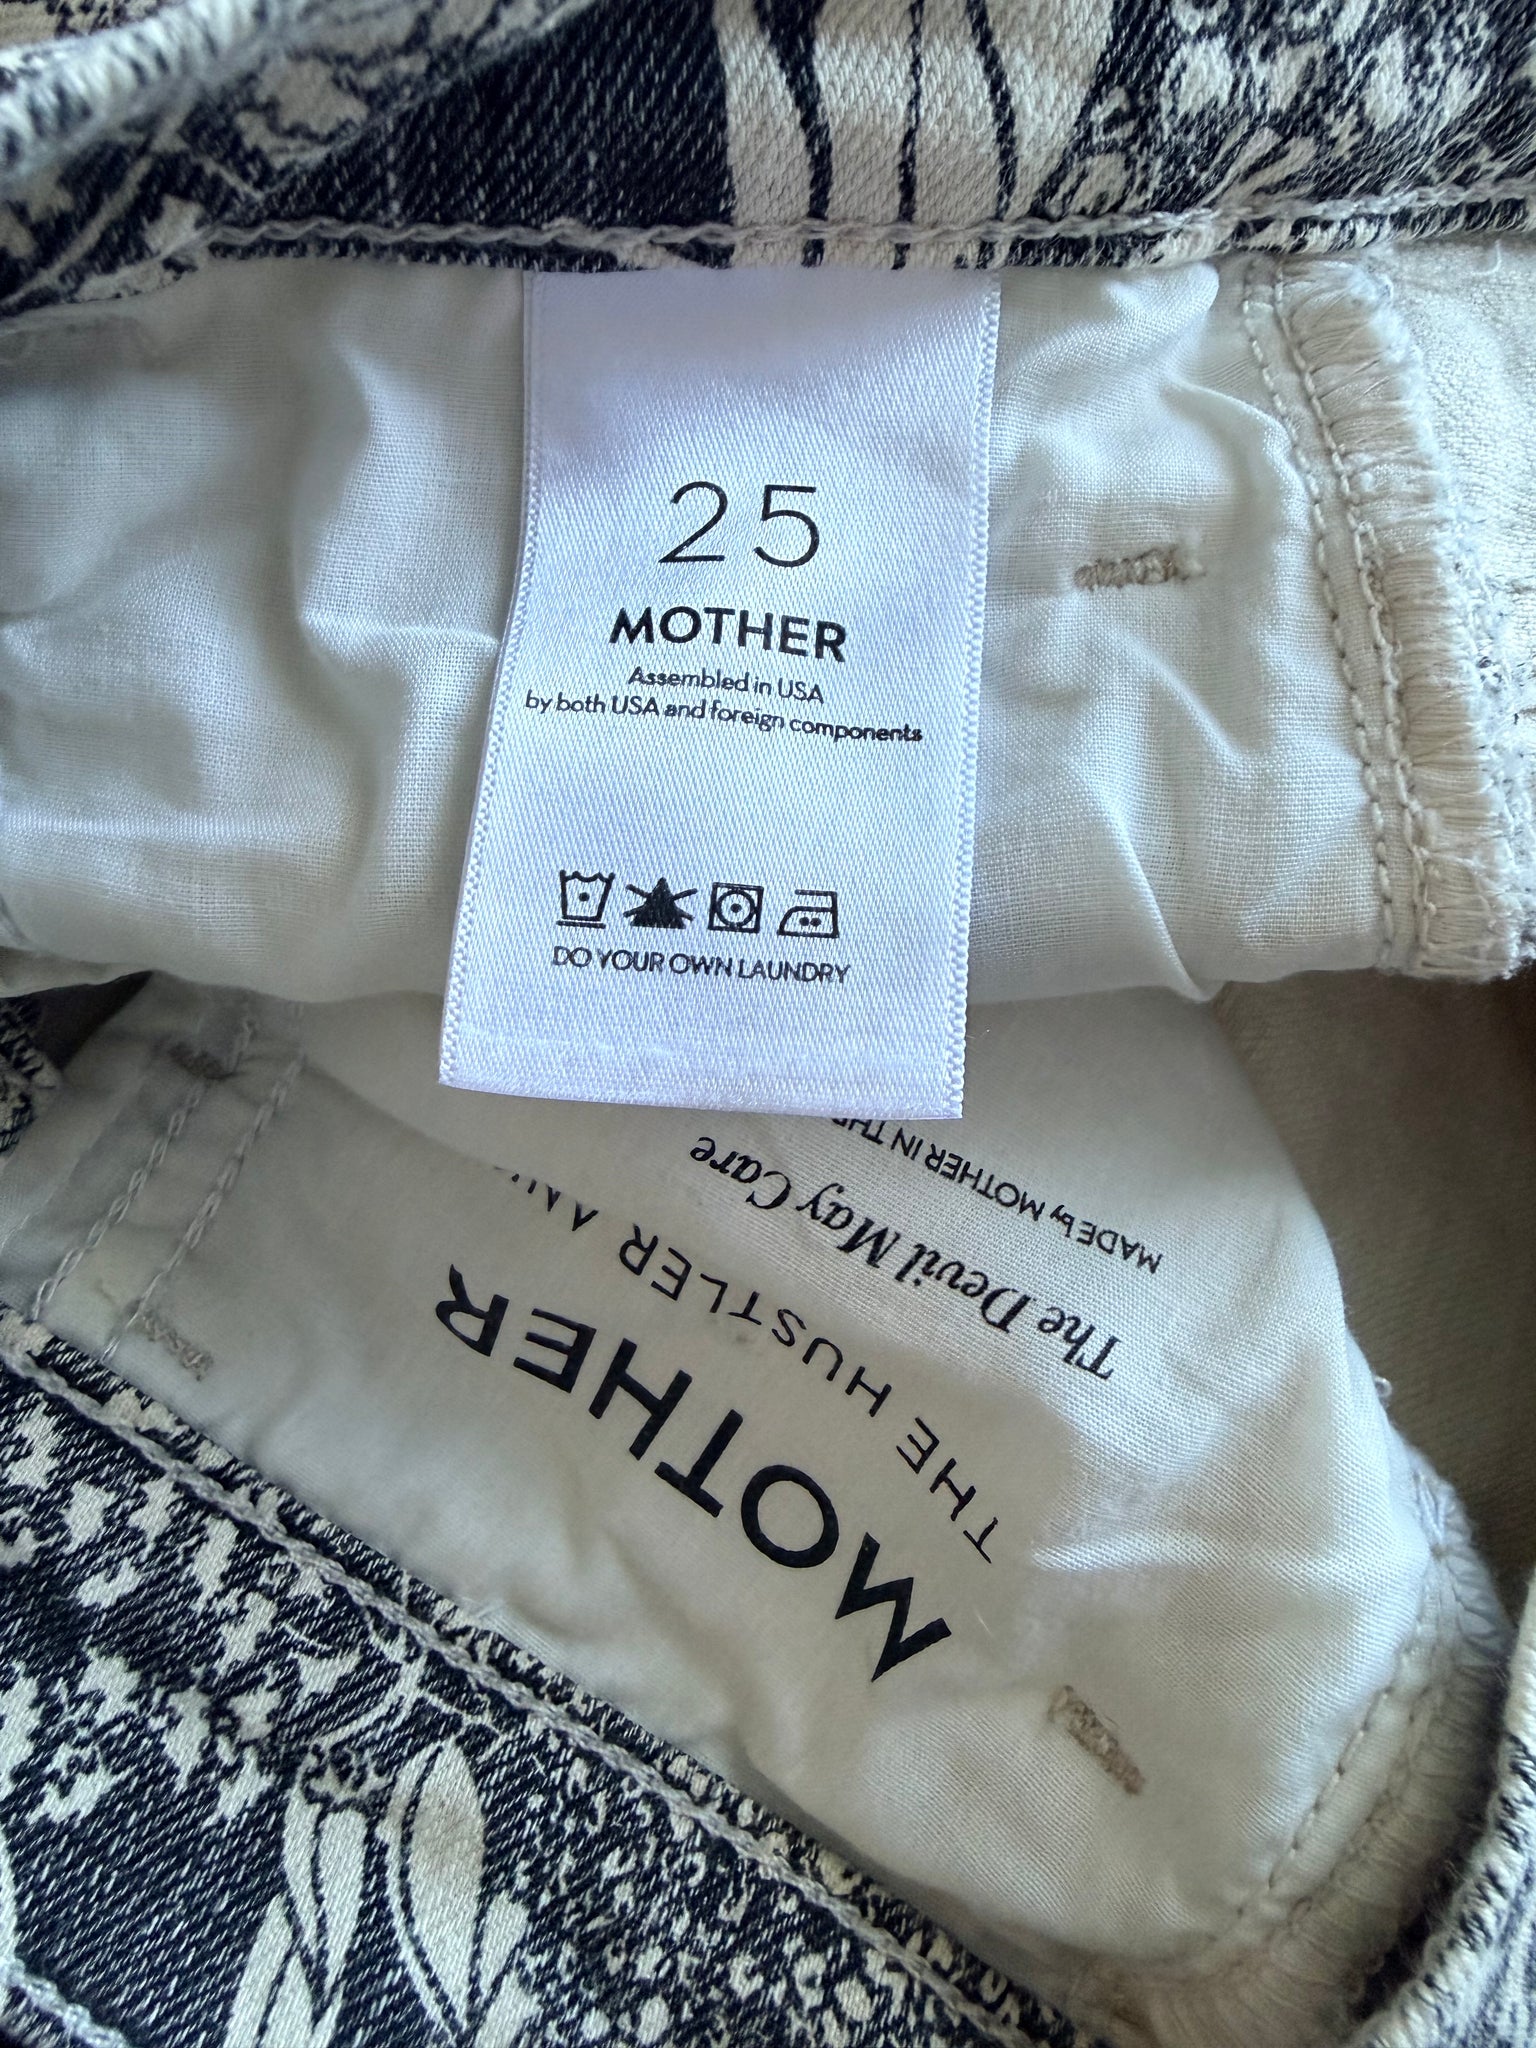 25
MOTHER
Assembled in USA
by both USA and foreign components
DO YOUR OWN LAUNDRY
MOTHER
THE HUSTLER
The Devil May Care
MADE by MOTHER IN THE